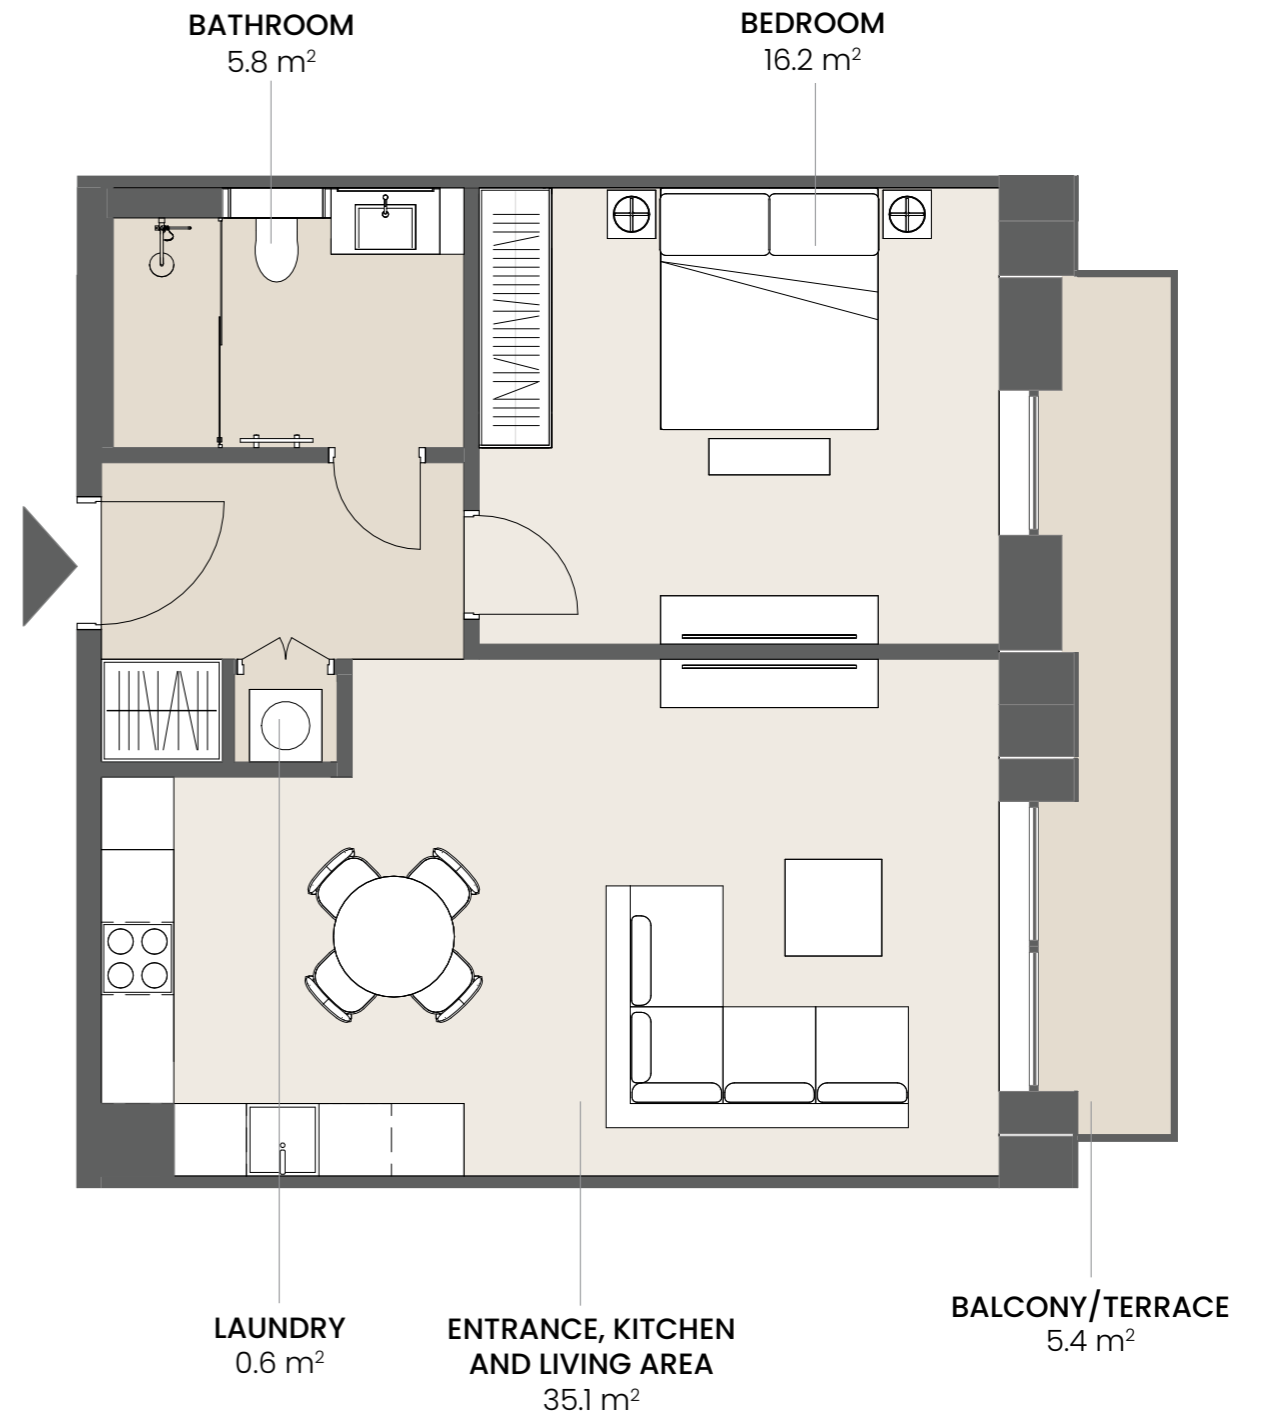 BATHROOM
5.8 m²
BEDROOM
16.2 m²
LAUNDRY
0.6 m²
ENTRANCE, KITCHEN
AND LIVING AREA
35.1 m²
BALCONY/TERRACE
5.4 m²